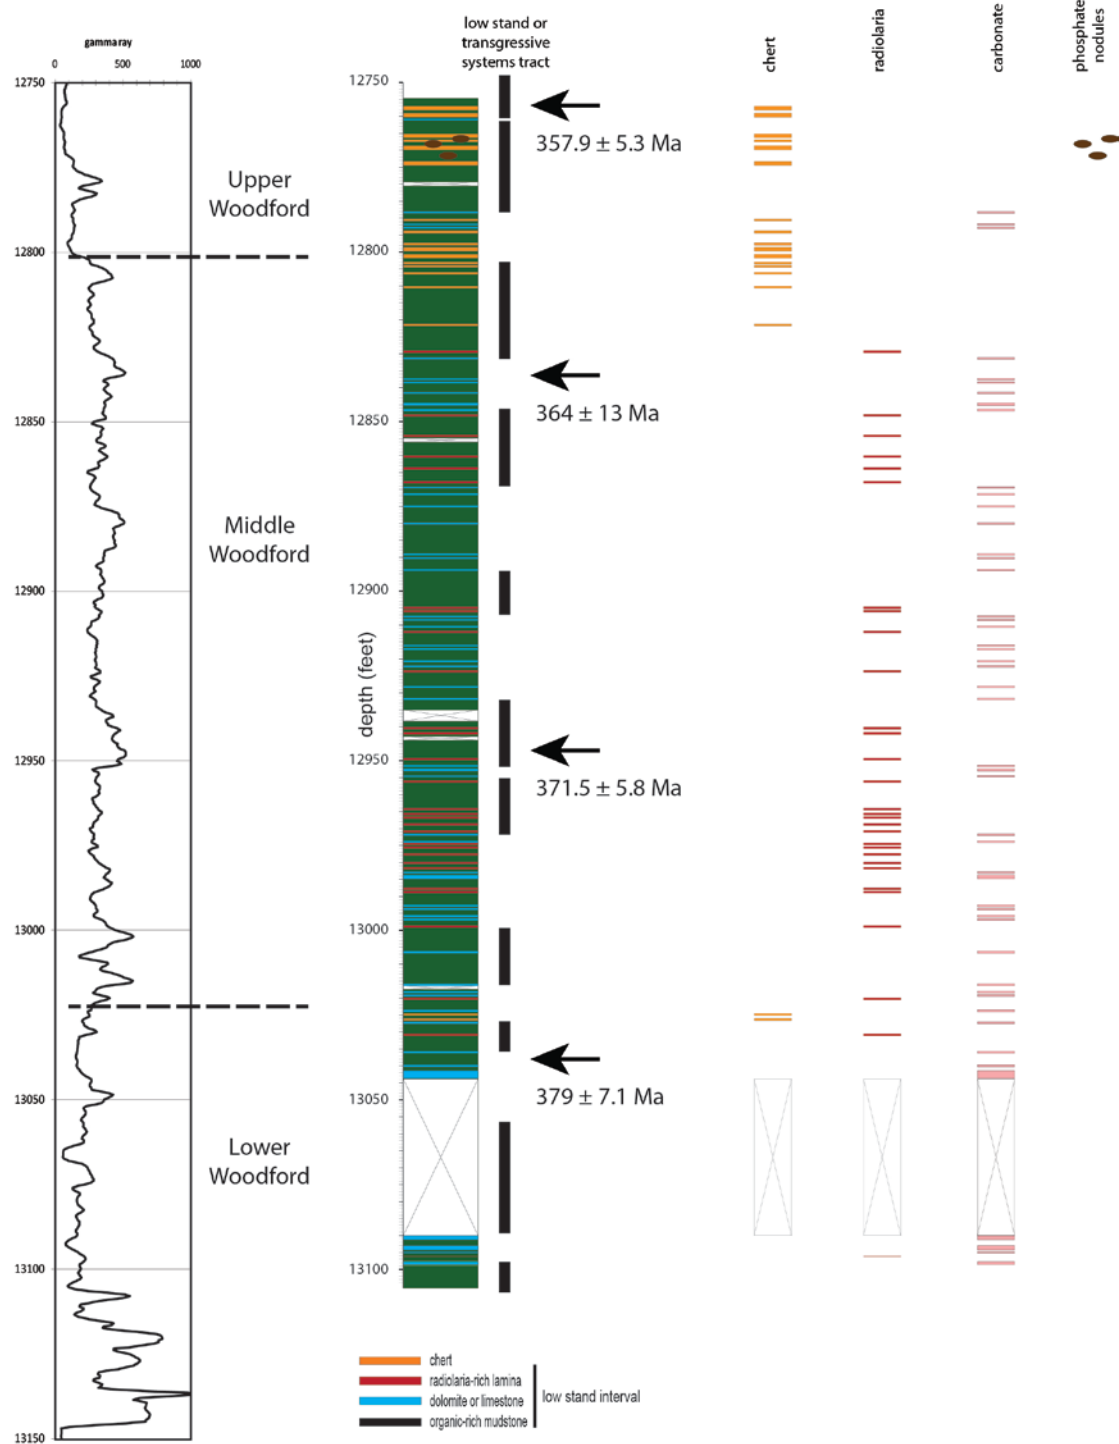 low stand or
transgressive
systems tract
chert
radiolaria
carbonate
phosphate
nodules
gamma ray
0 500 1000
12750
12800
12850
12900
12950
13000
13050
13100
13150
Upper
Woodford
Middle
Woodford
Lower
Woodford
depth (feet)
12750
12800
12850
12900
12950
13000
13050
13100
357.9 ± 5.3 Ma
364 ± 13 Ma
371.5 ± 5.8 Ma
379 ± 7.1 Ma
chert
radiolaria-rich lamina
dolomite or limestone
organic-rich mudstone
low stand interval